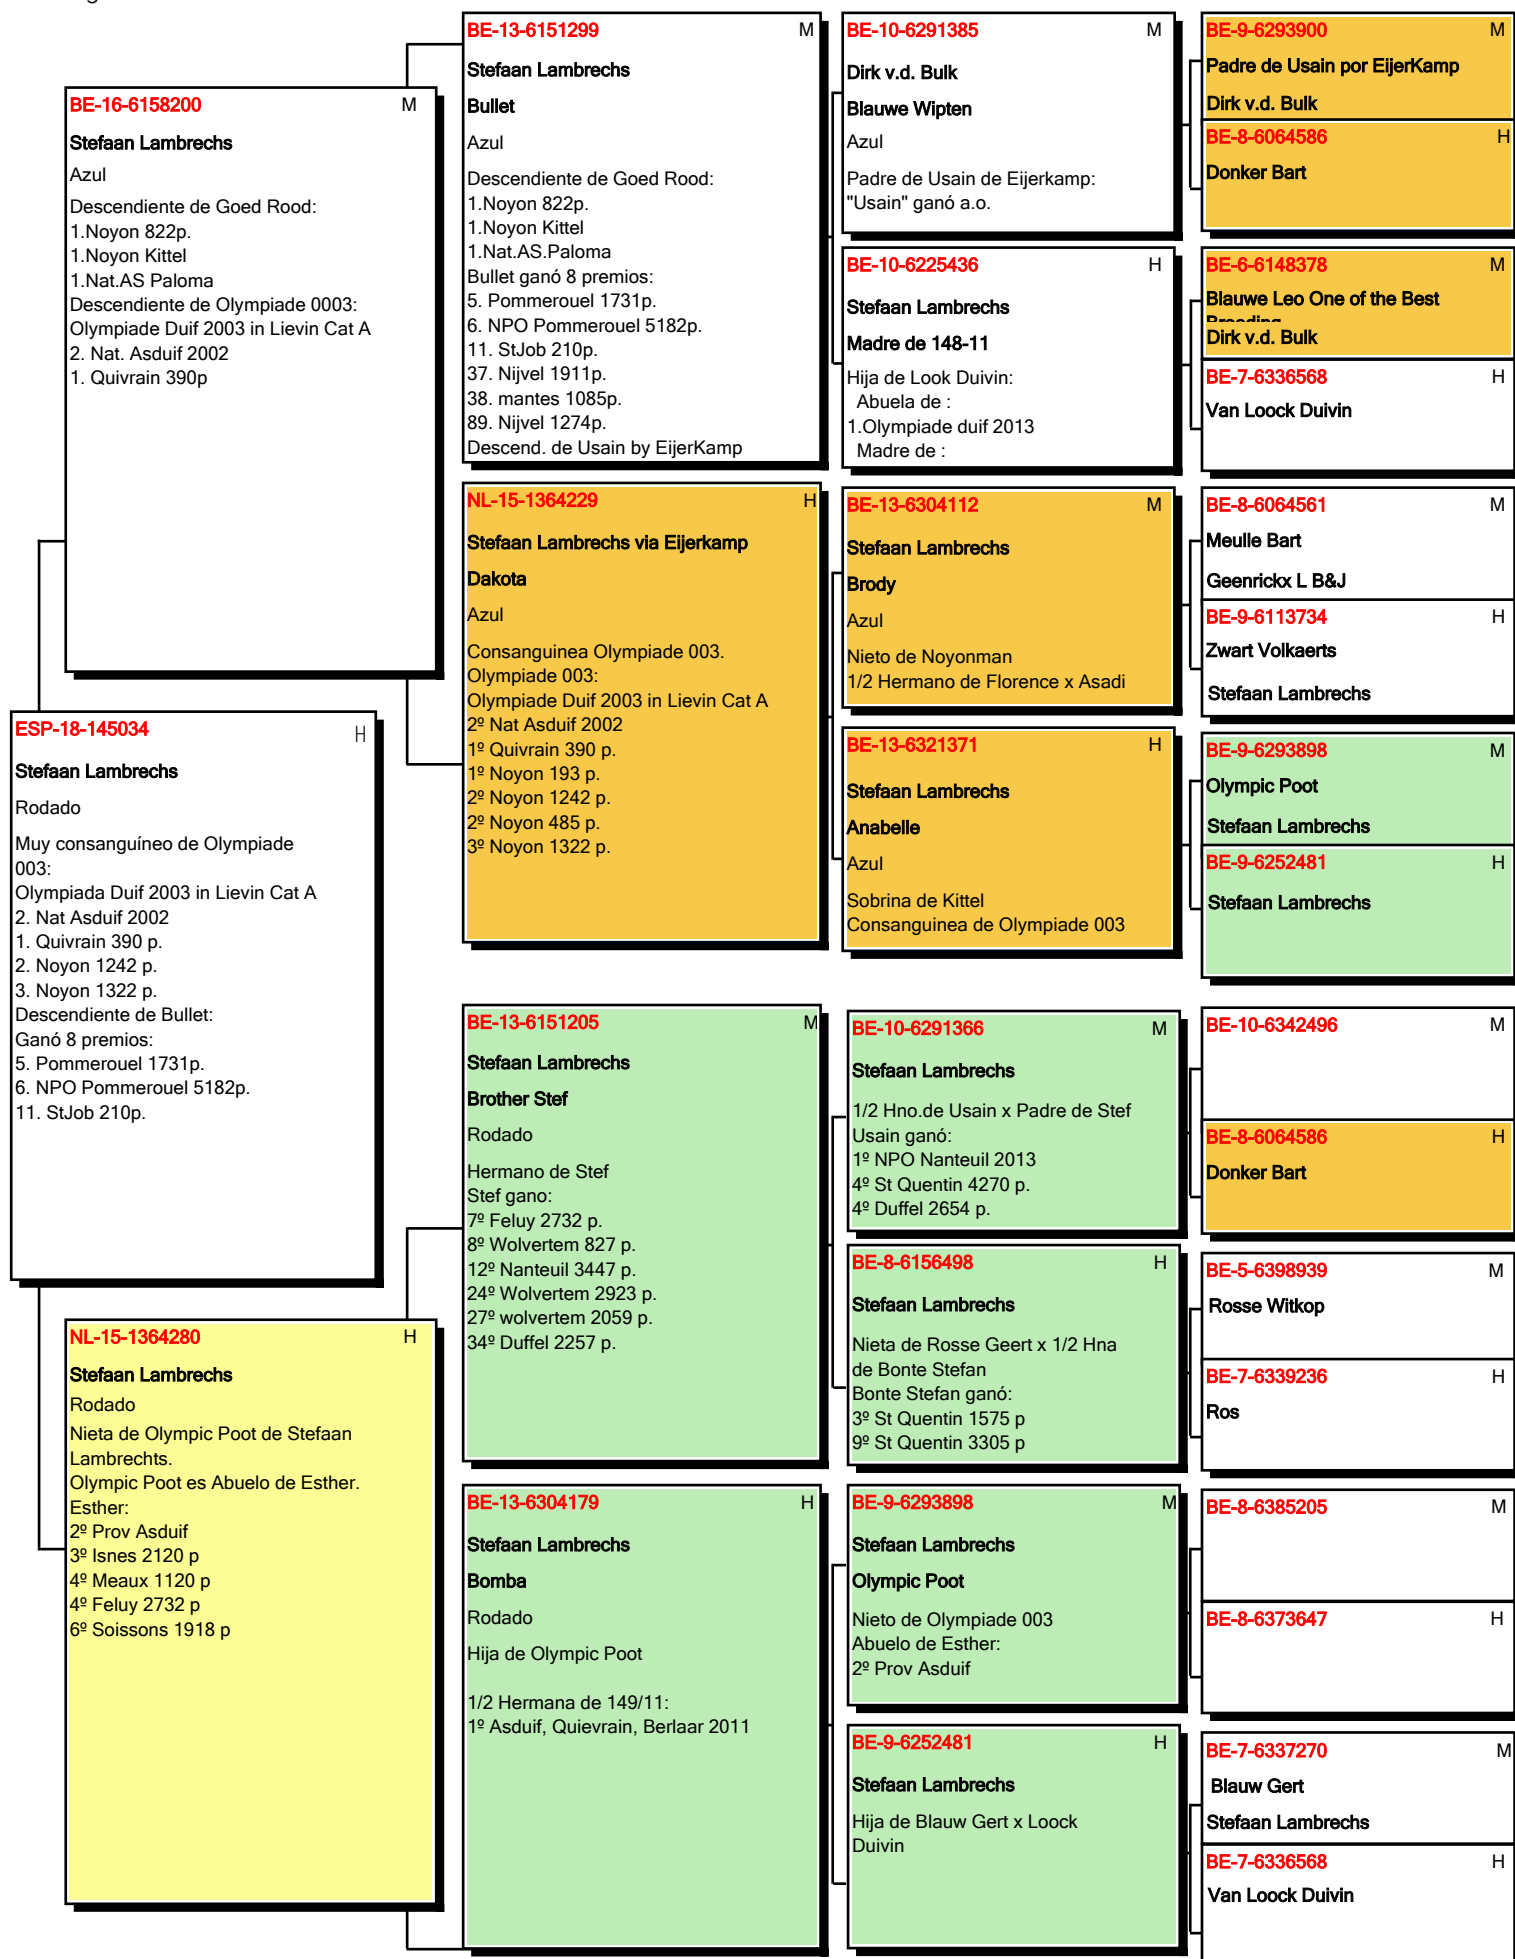 ESP-18-145034 H
Stefaan Lambrechs
Rodado
Muy consanguíneo de Olympiade
003:
Olympiada Duif 2003 in Lievin Cat A
2. Nat Asduif 2002
1. Quivrain 390 p.
2. Noyon 1242 p.
3. Noyon 1322 p.
Descendiente de Bullet:
Ganó 8 premios:
5. Pommerouel 1731p.
6. NPO Pommerouel 5182p.
11. StJob 210p.
BE-16-6158200 M
Stefaan Lambrechs
Azul
Descendiente de Goed Rood:
1.Noyon 822p.
1.Noyon Kittel
1.Nat.AS Paloma
Descendiente de Olympiade 0003:
Olympiade Duif 2003 in Lievin Cat A
2. Nat. Asduif 2002
1. Quivrain 390p
NL-15-1364280 H
Stefaan Lambrechs
Rodado
Nieta de Olympic Poot de Stefaan
Lambrechts.
Olympic Poot es Abuelo de Esther.
Esther:
2º Prov Asduif
3º Isnes 2120 p
4º Meaux 1120 p
4º Feluy 2732 p
6º Soissons 1918 p
BE-13-6151299 M
Stefaan Lambrechs
Bullet
Azul
Descendiente de Goed Rood:
1.Noyon 822p.
1.Noyon Kittel
1.Nat.AS.Paloma
Bullet ganó 8 premios:
5. Pommerouel 1731p.
6. NPO Pommerouel 5182p.
11. StJob 210p.
37. Nijvel 1911p.
38. mantes 1085p.
89. Nijvel 1274p.
Descend. de Usain by EijerKamp
NL-15-1364229 H
Stefaan Lambrechs via Eijerkamp
Dakota
Azul
Consanguinea Olympiade 003.
Olympiade 003:
Olympiade Duif 2003 in Lievin Cat A
2º Nat Asduif 2002
1º Quivrain 390 p.
1º Noyon 193 p.
2º Noyon 1242 p.
2º Noyon 485 p.
3º Noyon 1322 p.
BE-13-6151205 M
Stefaan Lambrechs
Brother Stef
Rodado
Hermano de Stef
Stef gano:
7º Feluy 2732 p.
8º Wolvertem 827 p.
12º Nanteuil 3447 p.
24º Wolvertem 2923 p.
27º wolvertem 2059 p.
34º Duffel 2257 p.
BE-13-6304179 H
Stefaan Lambrechs
Bomba
Rodado
Hija de Olympic Poot
1/2 Hermana de 149/11:
1º Asduif, Quievrain, Berlaar 2011
BE-10-6291385 M
Dirk v.d. Bulk
Blauwe Wipten
Azul
Padre de Usain de Eijerkamp:
"Usain" ganó a.o.
BE-10-6225436 H
Stefaan Lambrechs
Madre de 148-11
Hija de Look Duivin:
Abuela de :
1.Olympiade duif 2013
Madre de :
BE-13-6304112 M
Stefaan Lambrechs
Brody
Azul
Nieto de Noyonman
1/2 Hermano de Florence x Asadi
BE-13-6321371 H
Stefaan Lambrechs
Anabelle
Azul
Sobrina de Kittel
Consanguinea de Olympiade 003
BE-10-6291366 M
Stefaan Lambrechs
1/2 Hno.de Usain x Padre de Stef
Usain ganó:
1º NPO Nanteuil 2013
4º St Quentin 4270 p.
4º Duffel 2654 p.
BE-8-6156498 H
Stefaan Lambrechs
Nieta de Rosse Geert x 1/2 Hna
de Bonte Stefan
Bonte Stefan ganó:
3º St Quentin 1575 p
9º St Quentin 3305 p
BE-9-6293898 M
Stefaan Lambrechs
Olympic Poot
Nieto de Olympiade 003
Abuelo de Esther:
2º Prov Asduif
BE-9-6252481 H
Stefaan Lambrechs
Hija de Blauw Gert x Loock
Duivin
BE-9-6293900 M
Padre de Usain por EijerKamp
Dirk v.d. Bulk
BE-8-6064586 H
Donker Bart
BE-6-6148378 M
Blauwe Leo One of the Best
Dirk v.d. Bulk
BE-7-6336568 H
Van Loock Duivin
BE-8-6064561 M
Meulle Bart
Geenrickx L B&J
BE-9-6113734 H
Zwart Volkaerts
Stefaan Lambrechs
BE-9-6293898 M
Olympic Poot
Stefaan Lambrechs
BE-9-6252481 H
Stefaan Lambrechs
BE-10-6342496 M
BE-8-6064586 H
Donker Bart
BE-5-6398939 M
Rosse Witkop
BE-7-6339236 H
Ros
BE-8-6385205 M
BE-8-6373647 H
BE-7-6337270 M
Blauw Gert
Stefaan Lambrechs
BE-7-6336568 H
Van Loock Duivin